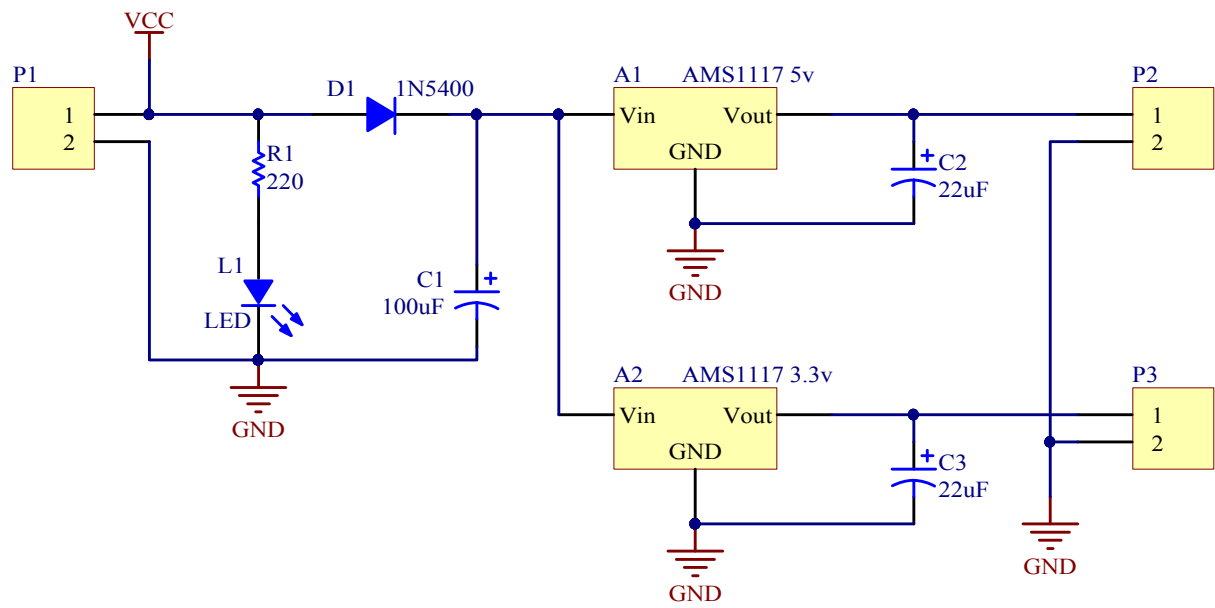 VCC
P1
1
2
D1
1N5400
R1
220
L1
LED
C1
100uF
GND
A1
AMS1117 5v
Vin
Vout
GND
C2
22uF
GND
P2
1
2
A2
AMS1117 3.3v
Vin
Vout
GND
C3
22uF
GND
P3
1
2
GND